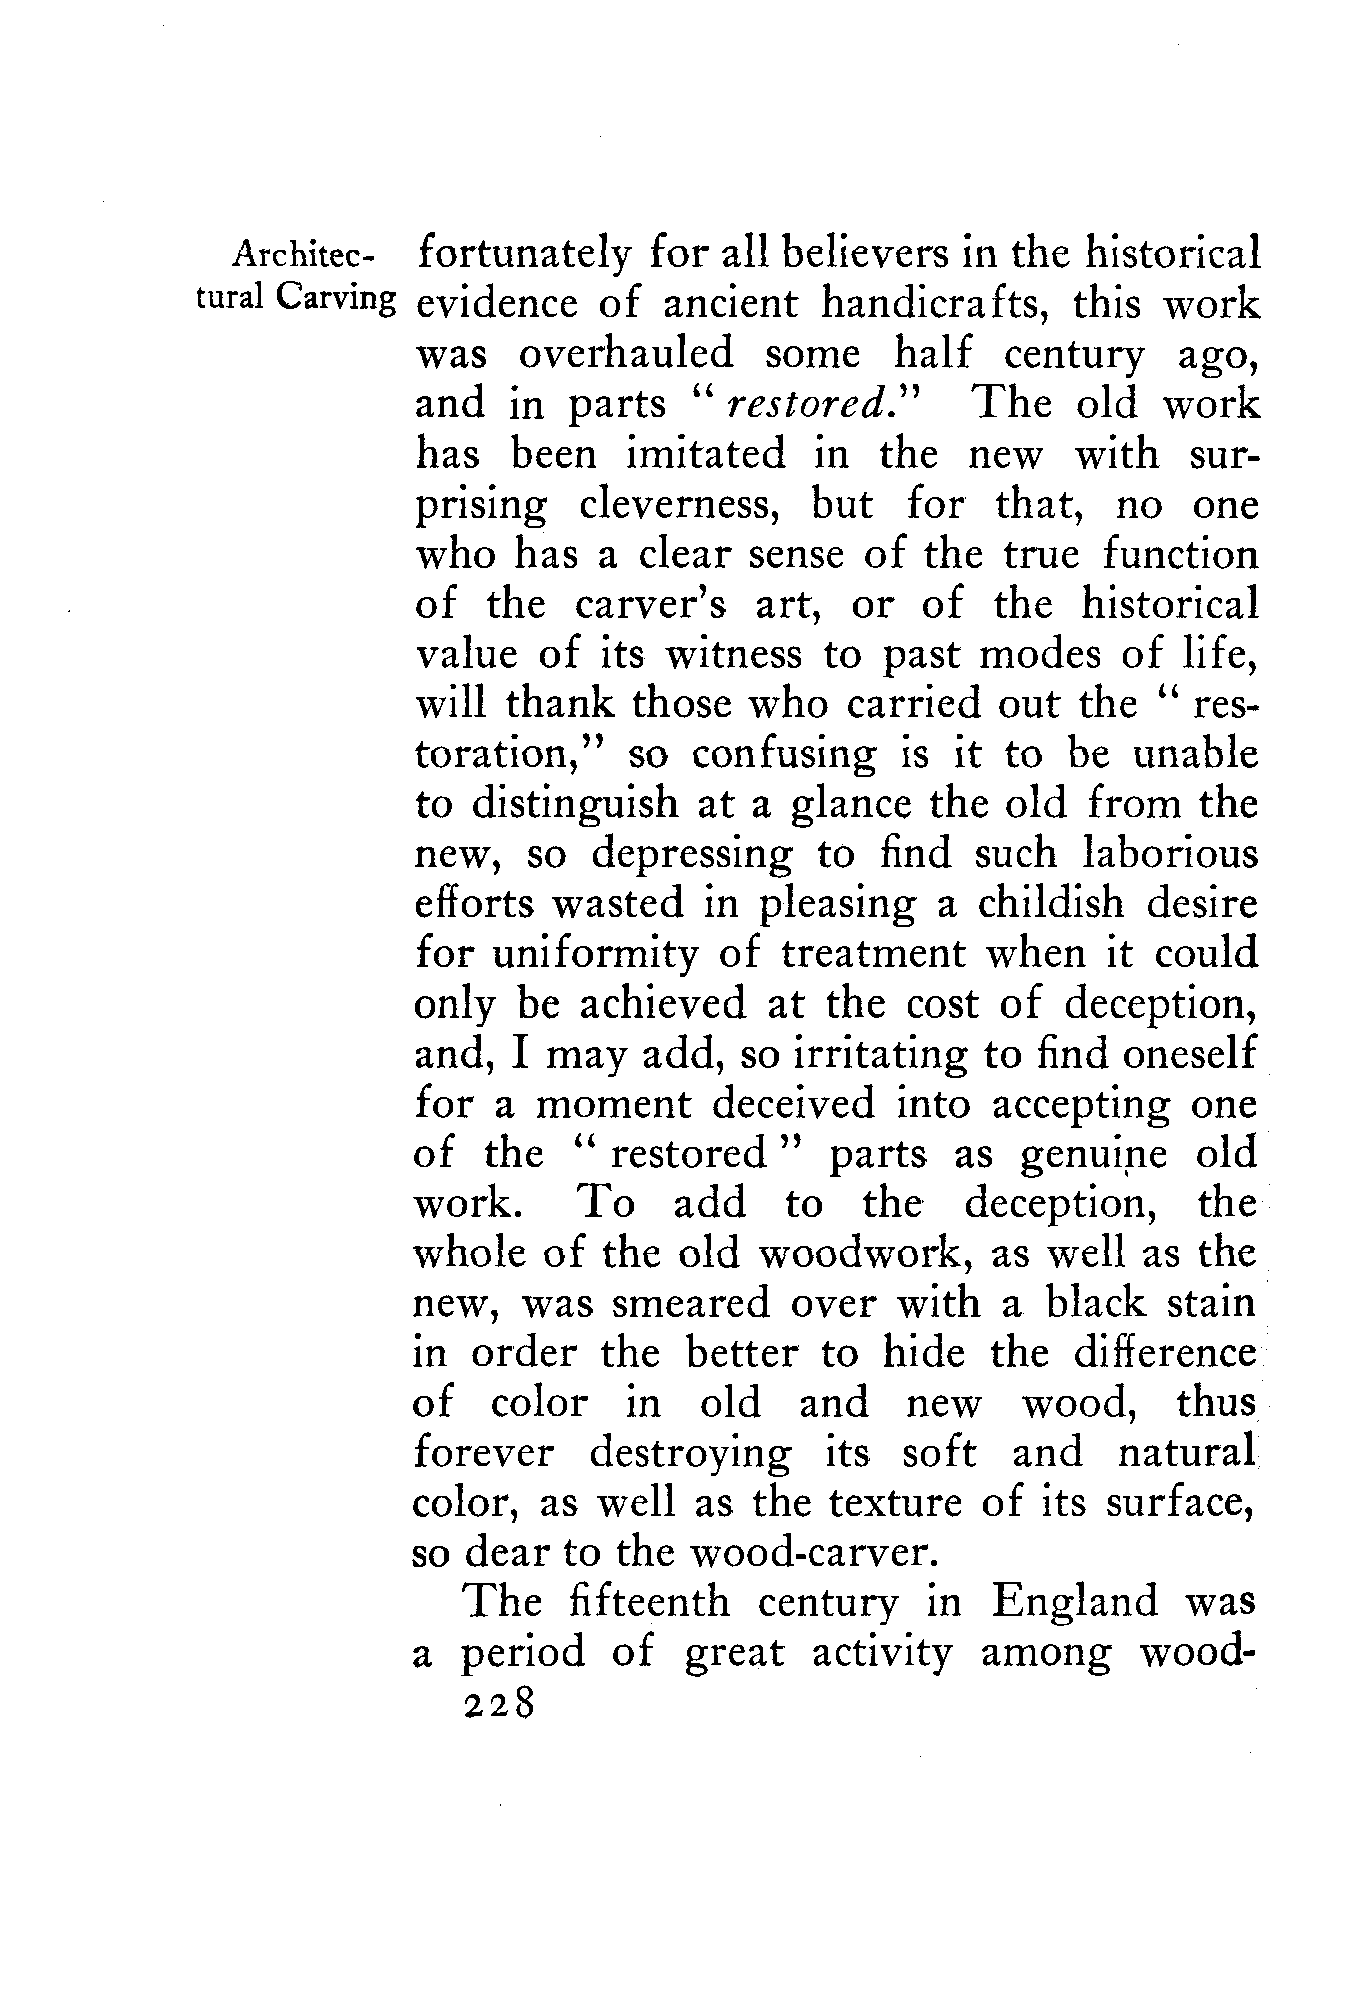 Architec-
tural Carving
fortunately for all believers in the historical
evidence of ancient handicrafts, this work
was overhauled some half century ago,
and in parts " restored." The old work
has been imitated in the new with sur-
prising cleverness, but for that, no one
who has a clear sense of the true function
of the carver's art, or of the historical
value of its witness to past modes of life,
will thank those who carried out the " res-
toration," so confusing is it to be unable
to distinguish at a glance the old from the
new, so depressing to find such laborious
efforts wasted in pleasing a childish desire
for uniformity of treatment when it could
only be achieved at the cost of deception,
and, I may add, so irritating to find oneself
for a moment deceived into accepting one
of the " restored " parts as genuine old
work. To add to the deception, the
whole of the old woodwork, as well as the
new, was smeared over with a black stain
in order the better to hide the difference
of color in old and new wood, thus
forever destroying its soft and natural
color, as well as the texture of its surface,
so dear to the wood-carver.
The fifteenth century in England was
a period of great activity among wood-
228